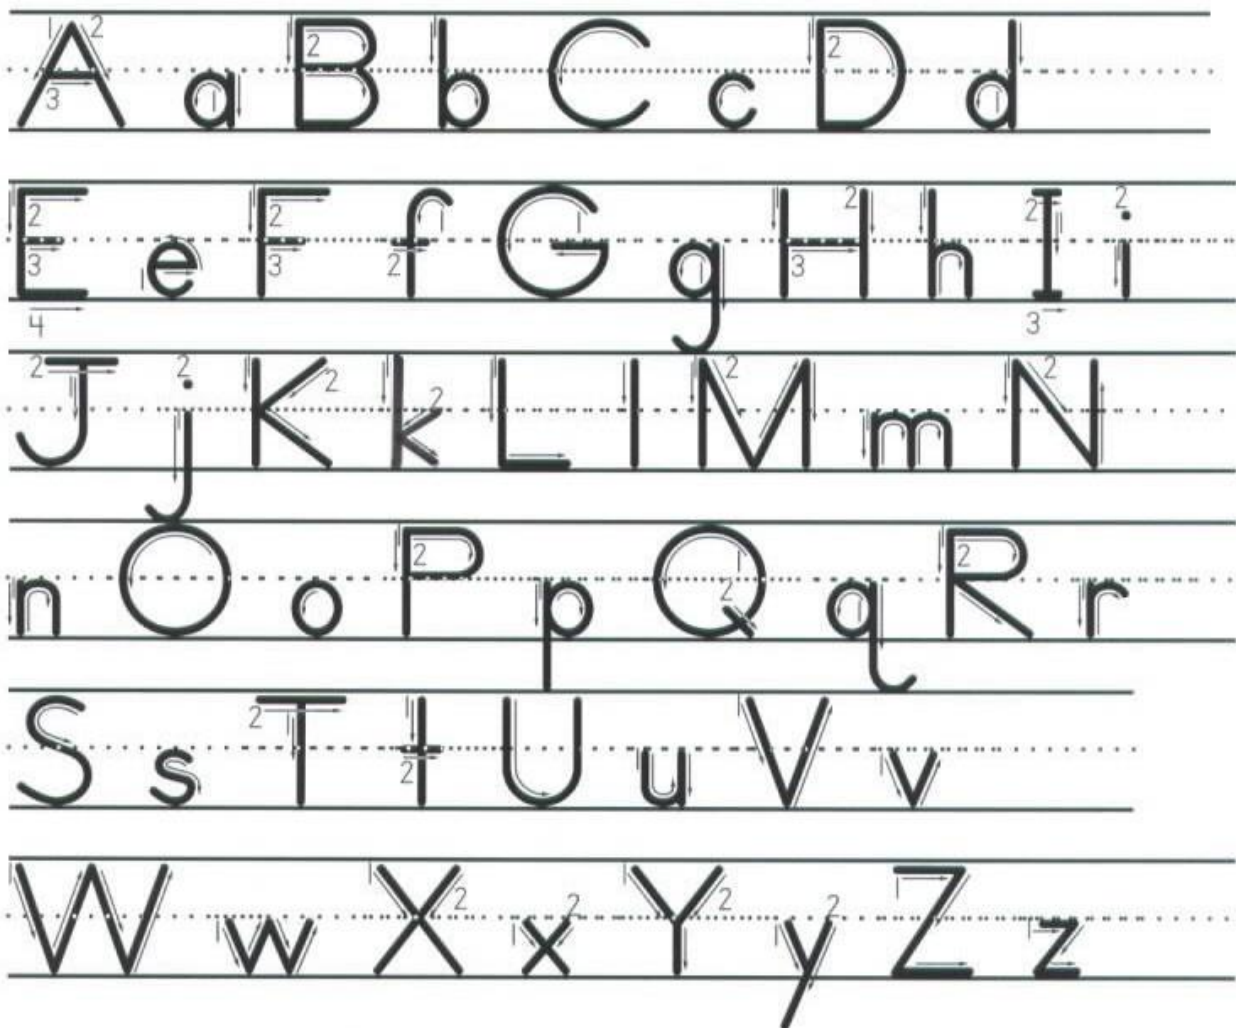 A a B b C c D d
E e F f G g H h I i
J j K k L l M m N
n O o P p Q q R r
S s T t U u V v
W w X x Y y Z z